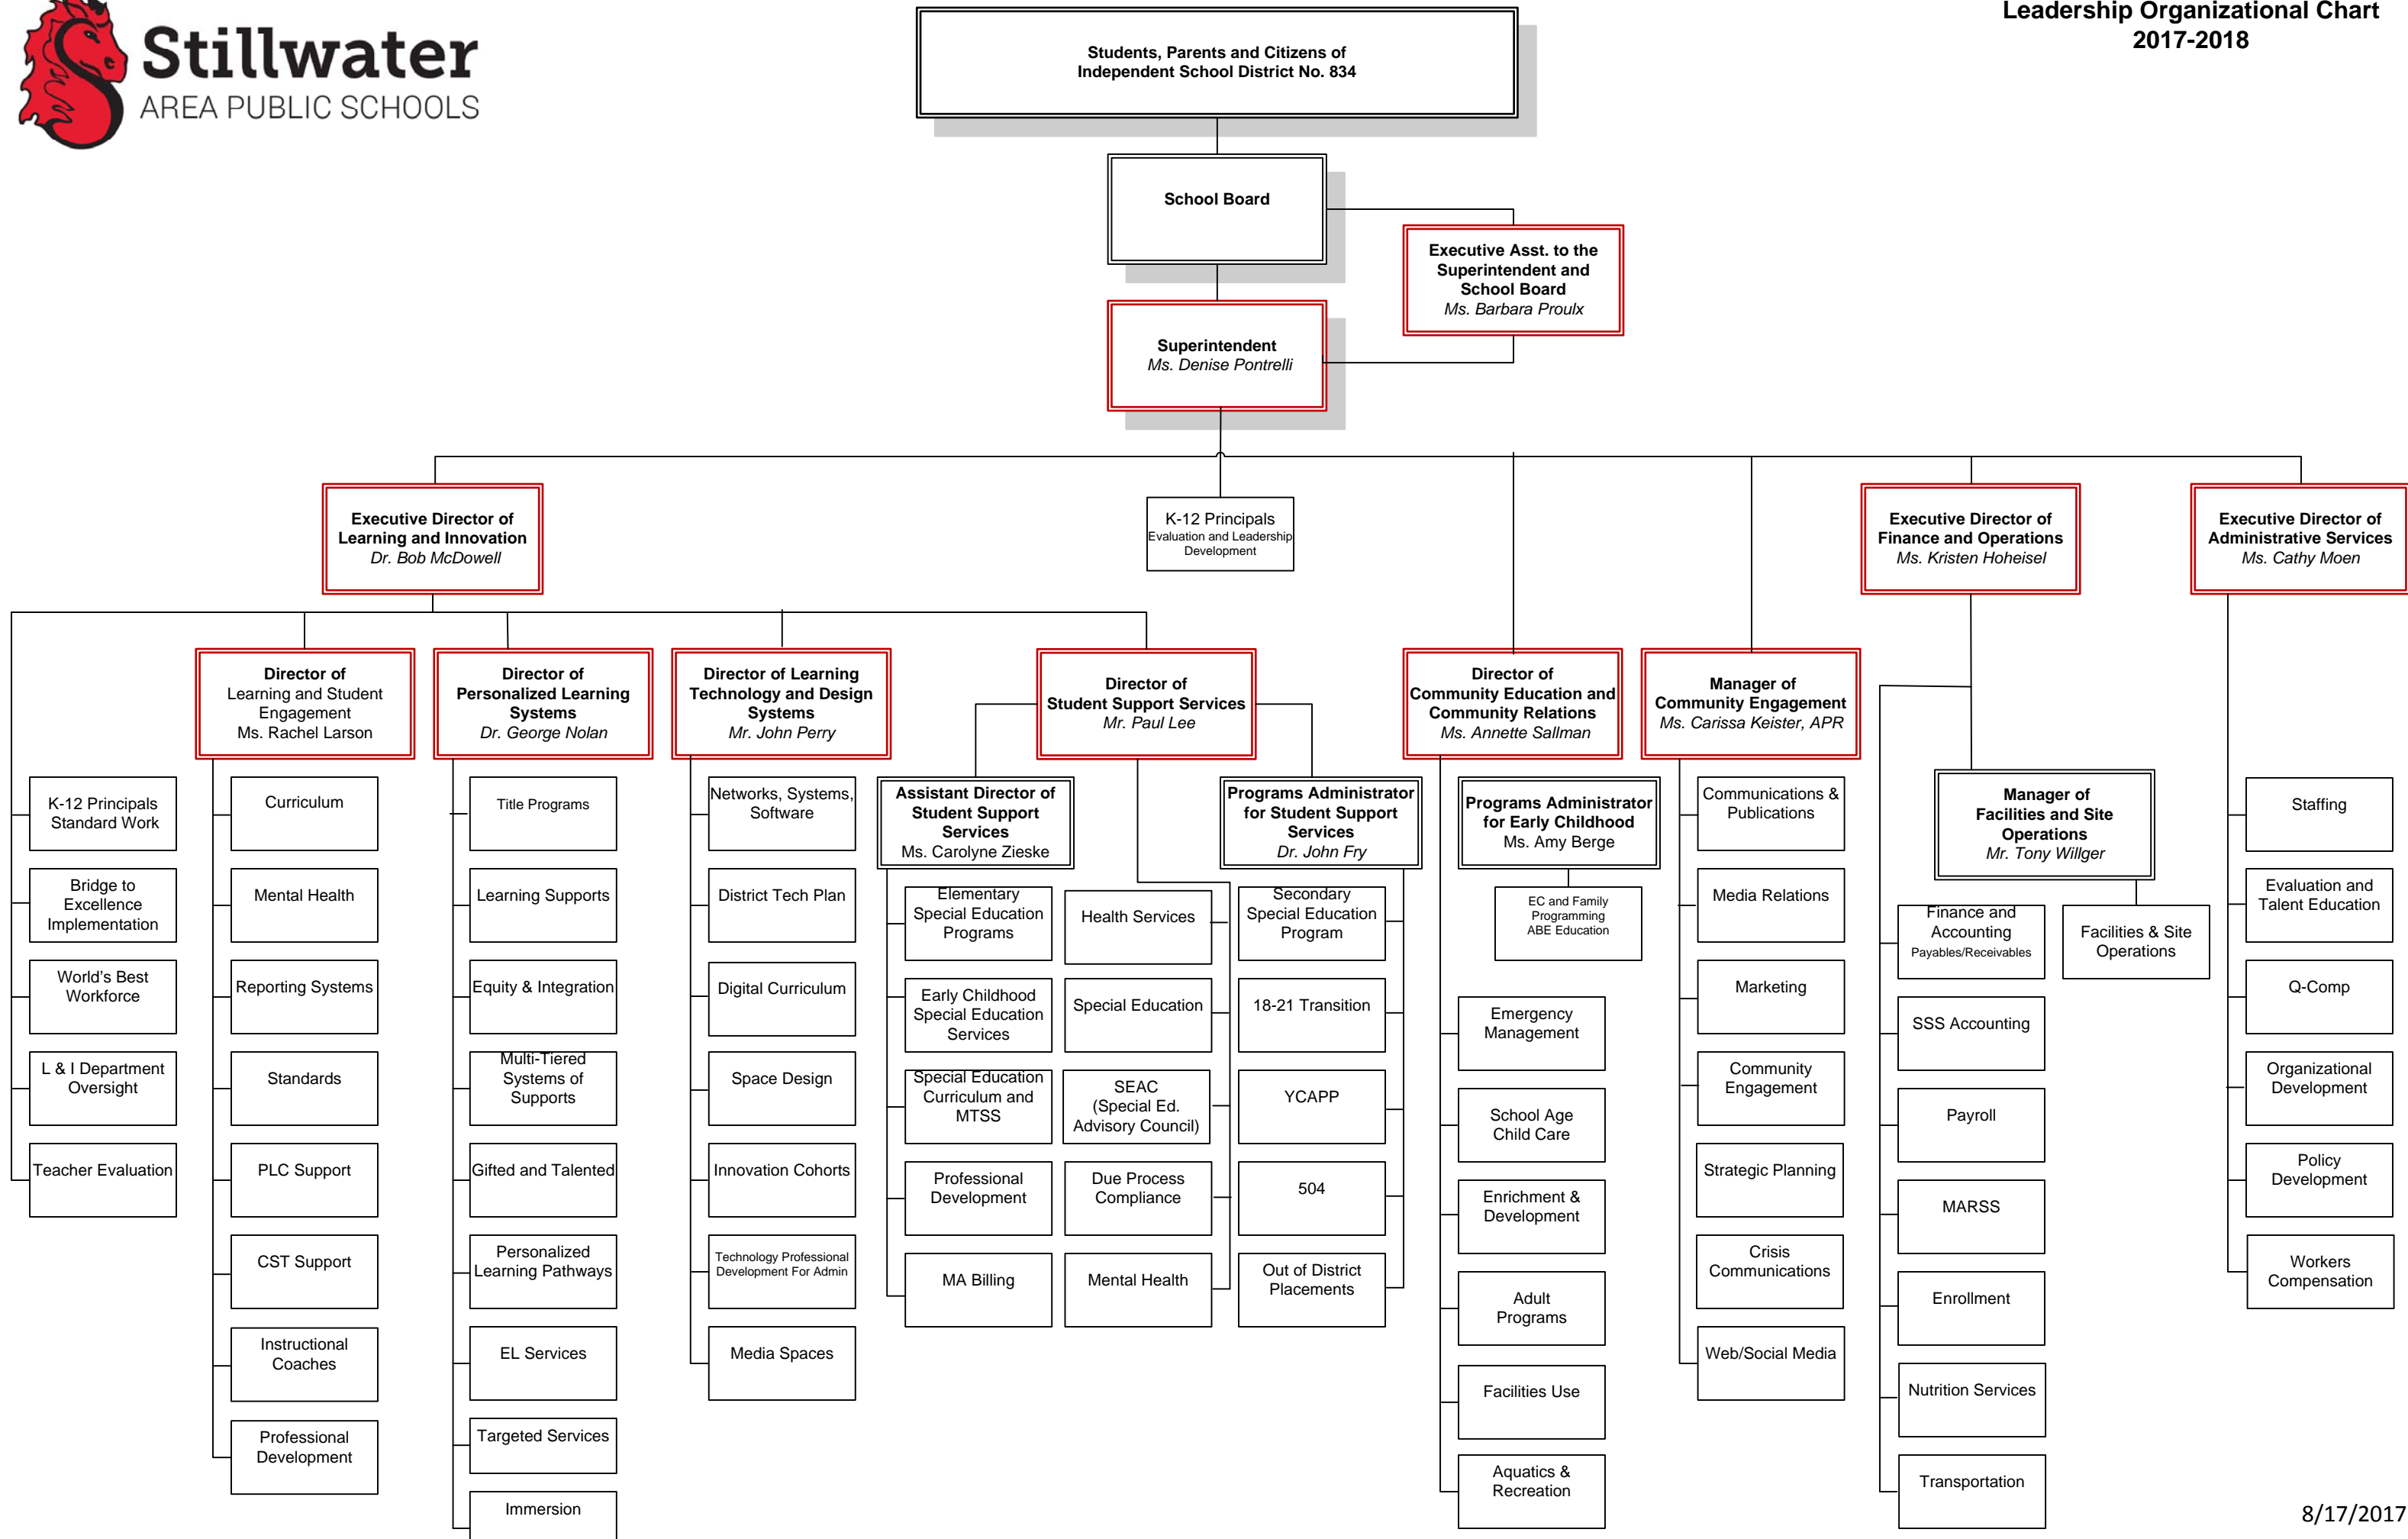 Stillwater
AREA PUBLIC SCHOOLS
Leadership Organizational Chart
2017-2018
Students, Parents and Citizens of
Independent School District No. 834
School Board
Executive Asst. to the
Superintendent and
School Board
Ms. Barbara Proulx
Superintendent
Ms. Denise Pontrelli
Executive Director of
Learning and Innovation
Dr. Bob McDowell
K-12 Principals
Evaluation and Leadership
Development
Executive Director of
Finance and Operations
Ms. Kristen Hoheisel
Executive Director of
Administrative Services
Ms. Cathy Moen
Director of
Learning and Student
Engagement
Ms. Rachel Larson
Director of
Personalized Learning
Systems
Dr. George Nolan
Director of Learning
Technology and Design
Systems
Mr. John Perry
Director of
Student Support Services
Mr. Paul Lee
Director of
Community Education and
Community Relations
Ms. Annette Sallman
Manager of
Community Engagement
Ms. Carissa Keister, APR
K-12 Principals
Standard Work
Bridge to
Excellence
Implementation
World's Best
Workforce
L & I Department
Oversight
Teacher Evaluation
Curriculum
Mental Health
Reporting Systems
Standards
PLC Support
CST Support
Instructional
Coaches
Professional
Development
Title Programs
Learning Supports
Equity & Integration
Multi-Tiered
Systems of
Supports
Gifted and Talented
Personalized
Learning Pathways
EL Services
Targeted Services
Immersion
Networks, Systems,
Software
District Tech Plan
Digital Curriculum
Space Design
Innovation Cohorts
Technology Professional
Development For Admin
Media Spaces
Assistant Director of
Student Support
Services
Ms. Carolyne Zieske
Elementary
Special Education
Programs
Early Childhood
Special Education
Services
Special Education
Curriculum and
MTSS
Professional
Development
MA Billing
Health Services
Special Education
SEAC
(Special Ed.
Advisory Council)
Due Process
Compliance
Mental Health
Programs Administrator
for Student Support
Services
Dr. John Fry
Secondary
Special Education
Program
18-21 Transition
YCAPP
504
Out of District
Placements
Programs Administrator
for Early Childhood
Ms. Amy Berge
EC and Family
Programming
ABE Education
Emergency
Management
School Age
Child Care
Enrichment &
Development
Adult
Programs
Facilities Use
Aquatics &
Recreation
Communications &
Publications
Media Relations
Marketing
Community
Engagement
Strategic Planning
Crisis
Communications
Web/Social Media
Manager of
Facilities and Site
Operations
Mr. Tony Willger
Finance and
Accounting
Payables/Receivables
SSS Accounting
Payroll
MARSS
Enrollment
Nutrition Services
Transportation
Facilities & Site
Operations
Staffing
Evaluation and
Talent Education
Q-Comp
Organizational
Development
Policy
Development
Workers
Compensation
8/17/2017